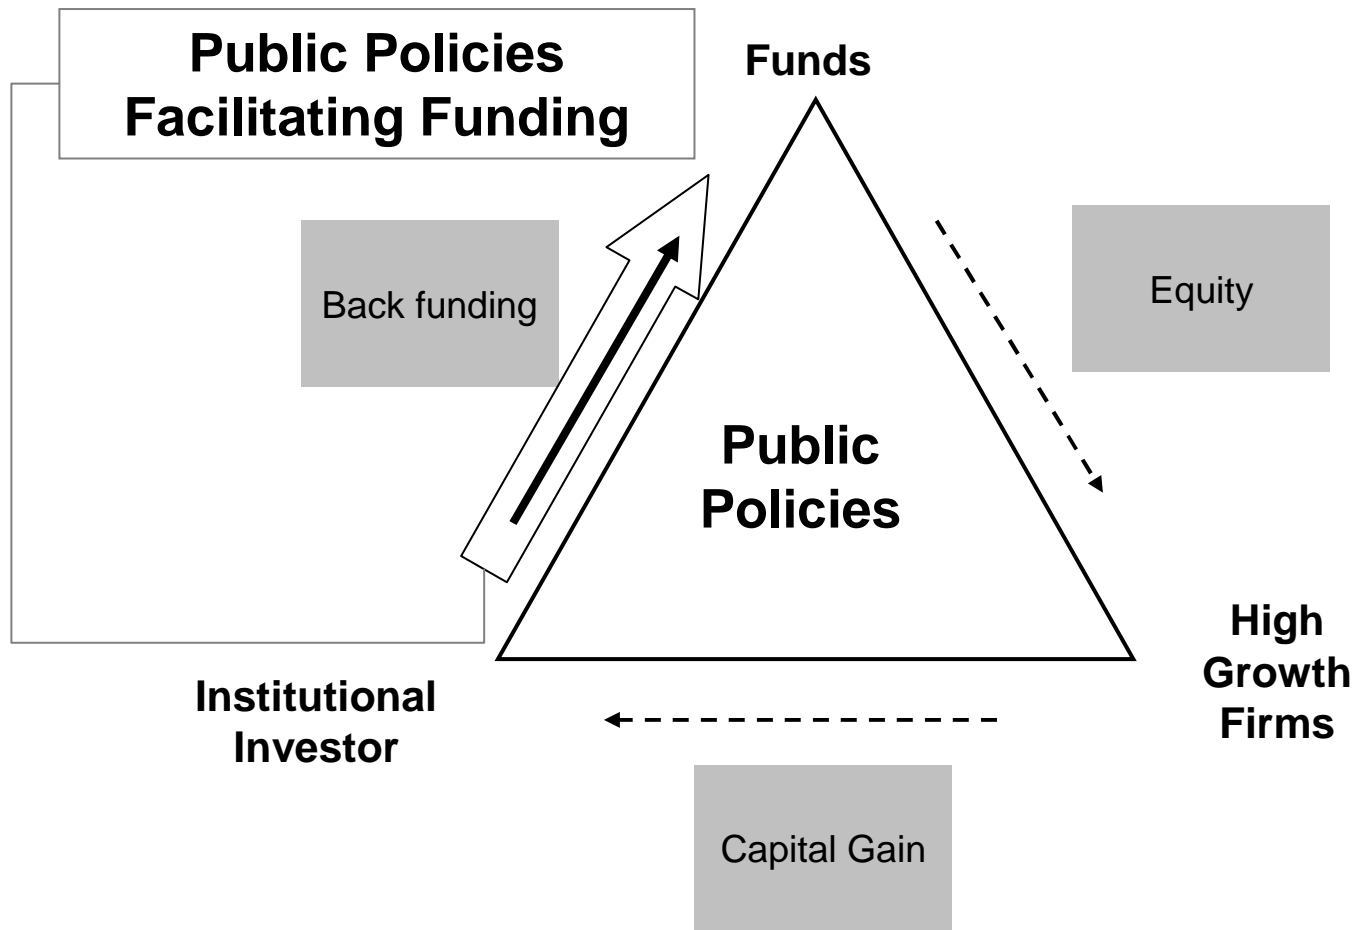 Public Policies
Facilitating Funding
Funds
Back funding
Equity
Public
Policies
High
Growth
Firms
Institutional
Investor
Capital Gain